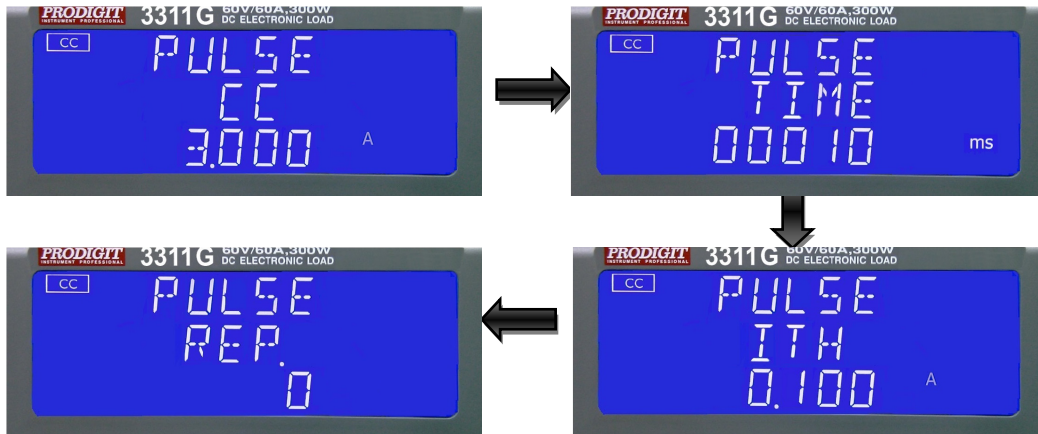 PRODIGIT 3311G 60V/60A,300W
INSTRUMENT PROFESSIONAL DC ELECTRONIC LOAD
CC
PULSE
CC
3.000 A
PRODIGIT 3311G 60V/60A,300W
INSTRUMENT PROFESSIONAL DC ELECTRONIC LOAD
CC
PULSE
TIME
00010 ms
PRODIGIT 3311G 60V/60A,300W
INSTRUMENT PROFESSIONAL DC ELECTRONIC LOAD
CC
PULSE
ITH
0.100 A
PRODIGIT 3311G 60V/60A,300W
INSTRUMENT PROFESSIONAL DC ELECTRONIC LOAD
CC
PULSE
REP.
0